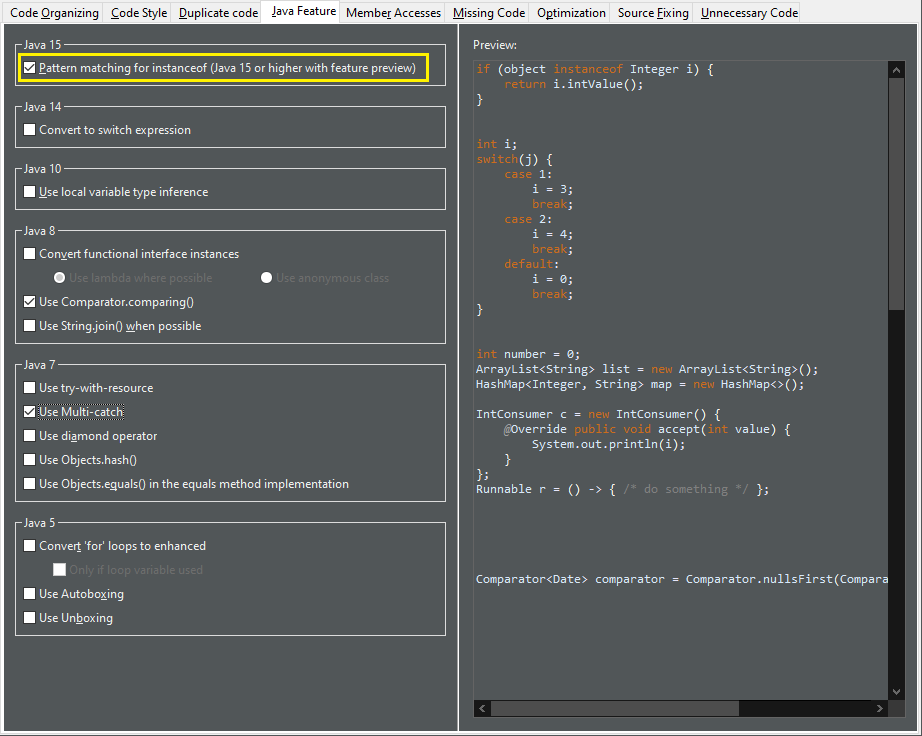 Code Organizing Code Style Duplicate code Java Feature Member Accesses Missing Code Optimization Source Fixing Unnecessary Code
Java 15
Pattern matching for instanceof (Java 15 or higher with feature preview)
Java 14
Convert to switch expression
Java 10
Use local variable type inference
Java 8
Convert functional interface instances
Use lambda where possible Use anonymous class
Use Comparator.comparing()
Use String.join() when possible
Java 7
Use try-with-resource
Use Multi-catch
Use diamond operator
Use Objects.hash()
Use Objects.equals() in the equals method implementation
Java 5
Convert 'for' loops to enhanced
Only if loop variable used
Use Autoboxing
Use Unboxing
Preview:
if (object instanceof Integer i) {
    return i.intValue();
}
int i;
switch(j) {
    case 1:
        i = 3;
        break;
    case 2:
        i = 4;
        break;
    default:
        i = 0;
        break;
}
int number = 0;
ArrayList<String> list = new ArrayList<String>();
HashMap<Integer, String> map = new HashMap<>();
IntConsumer c = new IntConsumer() {
    @Override public void accept(int value) {
        System.out.println(i);
    }
};
Runnable r = () -> { /* do something */ };
Comparator<Date> comparator = Comparator.nullsFirst(Compara